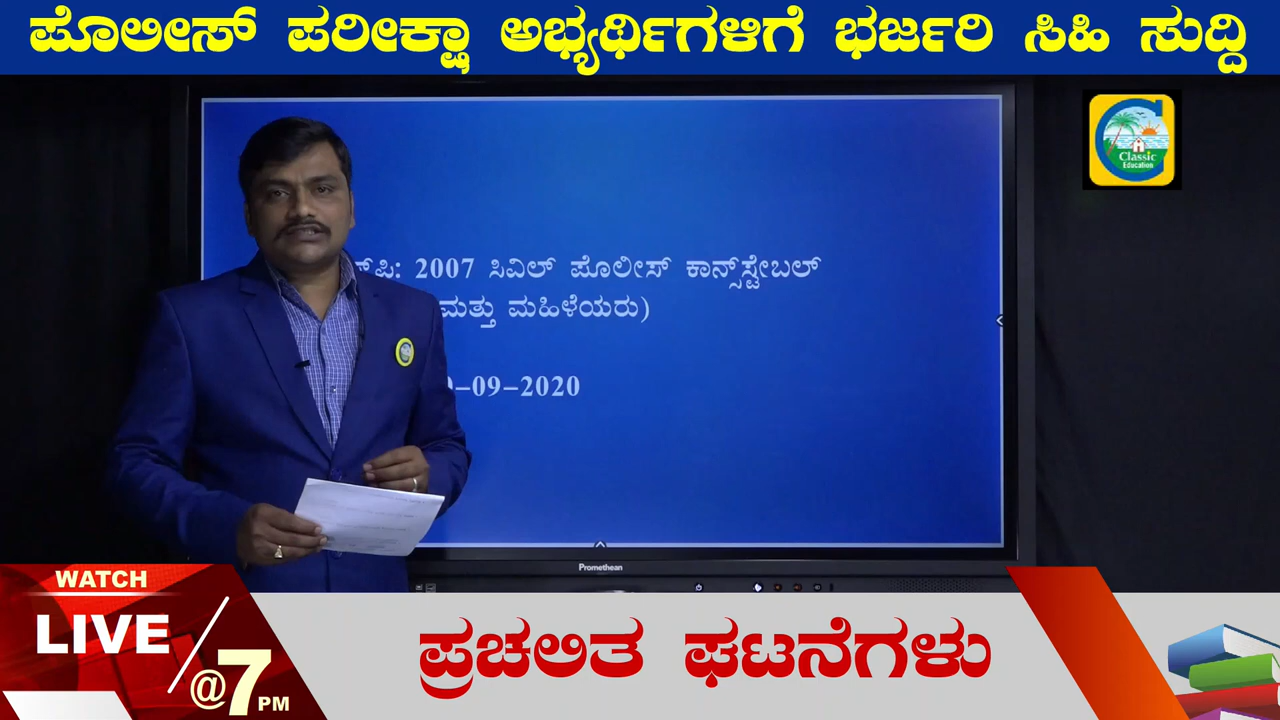 ಪೊಲೀಸ್ ಪರೀಕ್ಷಾ ಅಭ್ಯರ್ಥಿಗಳಿಗೆ ಭರ್ಜರಿ ಸಿಹಿ ಸುದ್ದಿ
Classic
Education
2007 ಸಿವಿಲ್ ಪೊಲೀಸ್ ಕಾನ್ಸ್‌ಸ್ಟೇಬಲ್
ಮತ್ತು ಮಹಿಳೆಯರು)
-09-2020
Promethean
WATCH
LIVE
@7PM
ಪ್ರಚಲಿತ ಘಟನೆಗಳು